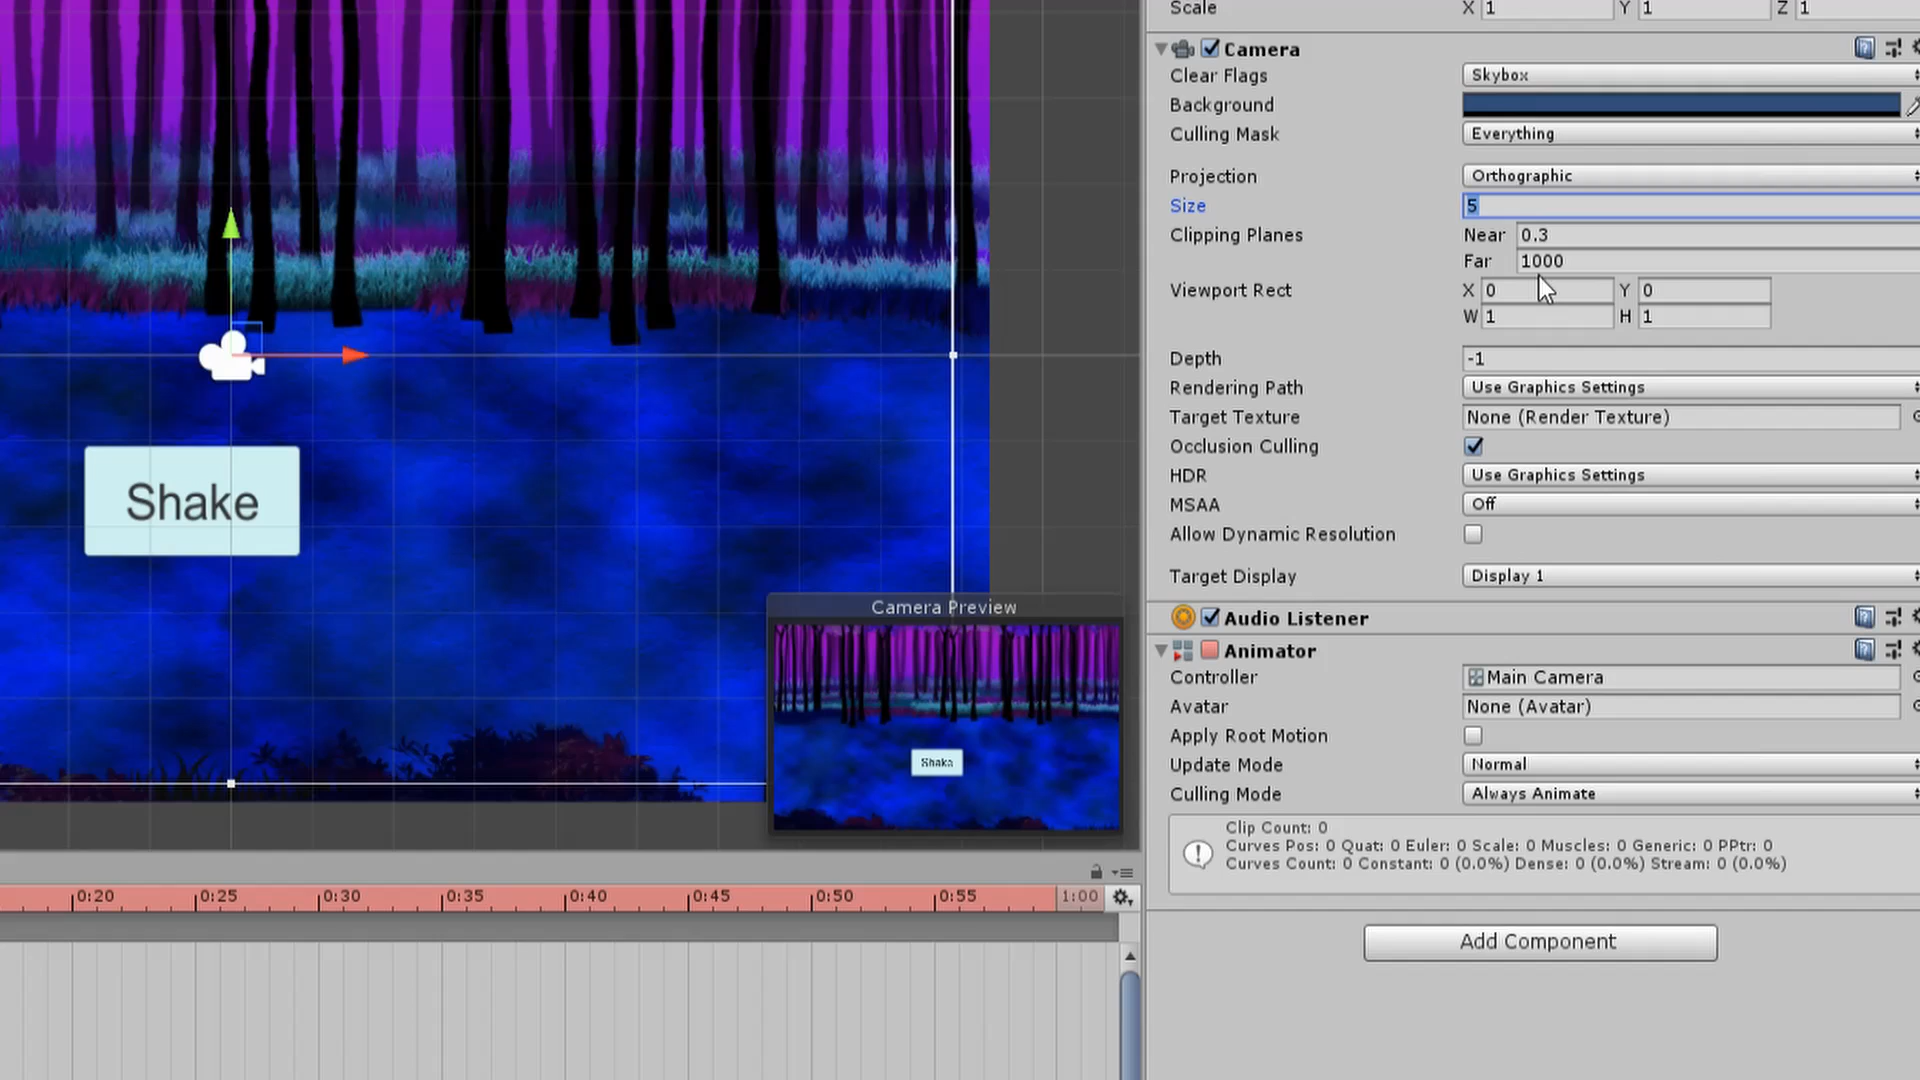 Scale X 1 Y 1 Z 1
Camera
Clear Flags Skybox
Background
Culling Mask Everything
Projection Orthographic
Size 5
Clipping Planes Near 0.3
Far 1000
Viewport Rect X 0 Y 0
W 1 H 1
Depth -1
Rendering Path Use Graphics Settings
Target Texture None (Render Texture)
Occlusion Culling
HDR Use Graphics Settings
MSAA Off
Allow Dynamic Resolution
Target Display Display 1
Audio Listener
Animator
Controller Main Camera
Avatar None (Avatar)
Apply Root Motion
Update Mode Normal
Culling Mode Always Animate
Clip Count: 0
Curves Pos: 0 Quat: 0 Euler: 0 Scale: 0 Muscles: 0 Generic: 0 PPtr: 0
Curves Count: 0 Constant: 0 (0.0%) Dense: 0 (0.0%) Stream: 0 (0.0%)
Add Component
Shake
Camera Preview
Shake
0:20 0:25 0:30 0:35 0:40 0:45 0:50 0:55 1:00